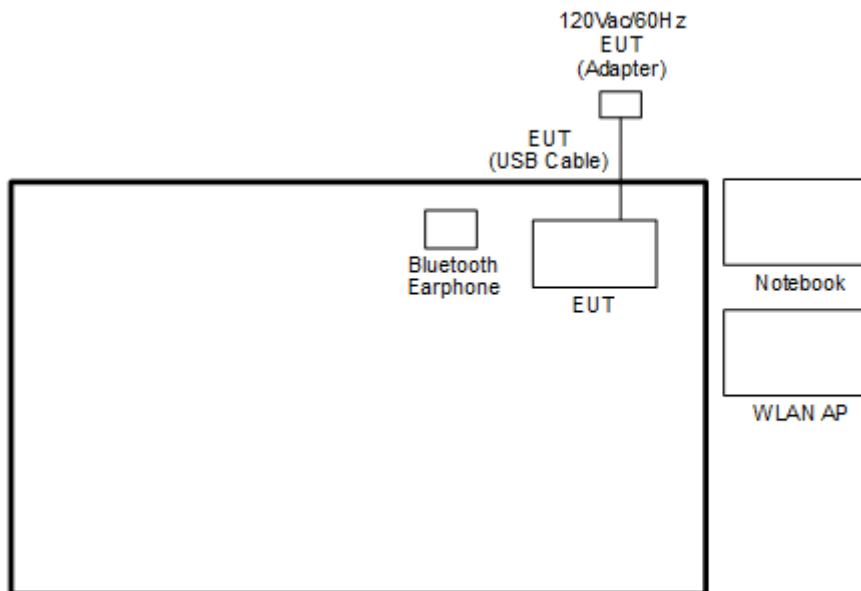 120Vac/60Hz
EUT
(Adapter)
EUT
(USB Cable)
Bluetooth
Earphone
EUT
Notebook
WLAN AP